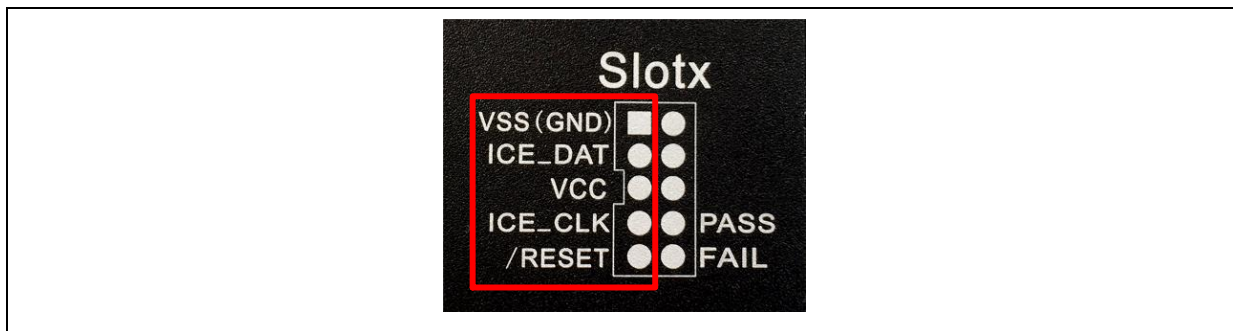 Slotx
VSS(GND)
ICE_DAT
VCC
ICE_CLK PASS
/RESET FAIL